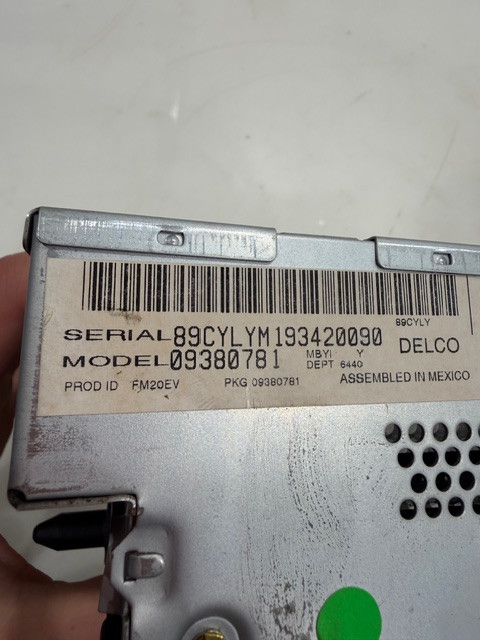 89CYLY
SERIAL 89CYLYM193420090
MODEL 09380781 MBYI Y DELCO
DEPT 6440
PROD ID FM20EV PKG 09380781 ASSEMBLED IN MEXICO